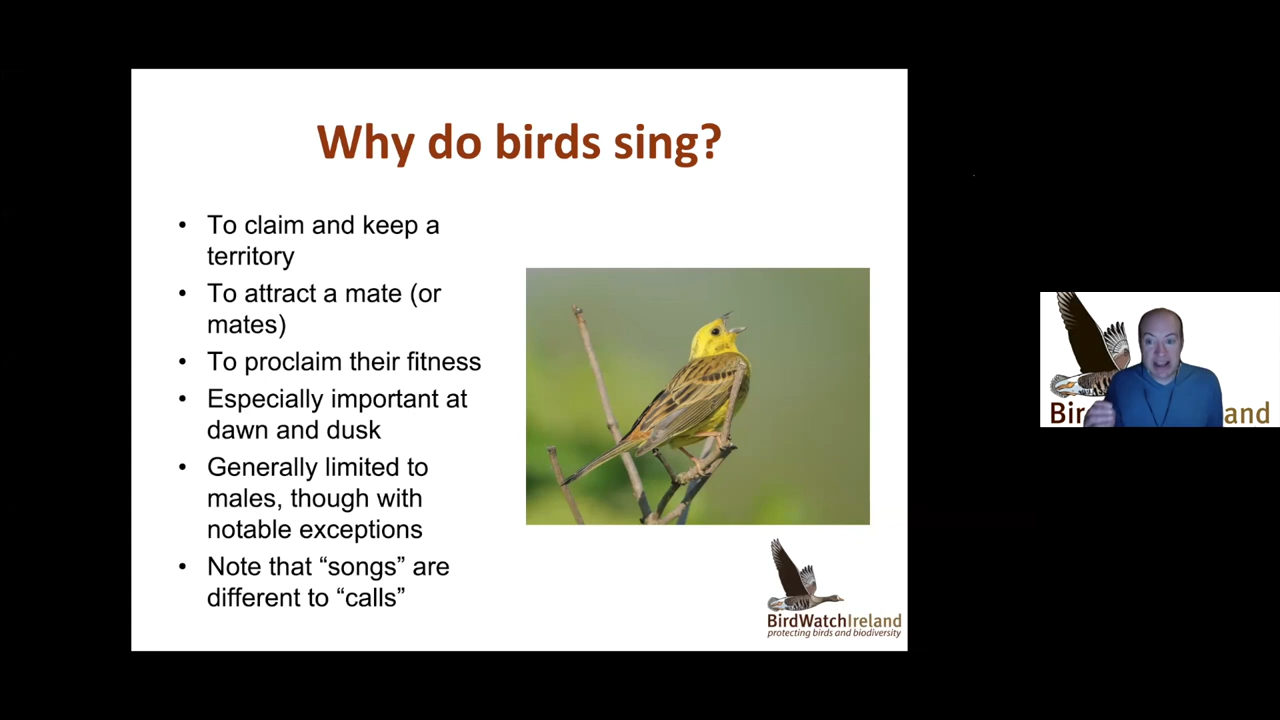 Why do birds sing?
• To claim and keep a
territory
• To attract a mate (or
mates)
• To proclaim their fitness
• Especially important at
dawn and dusk
• Generally limited to
males, though with
notable exceptions
• Note that “songs” are
different to “calls”
BirdWatchIreland
protecting birds and biodiversity
Bir
and